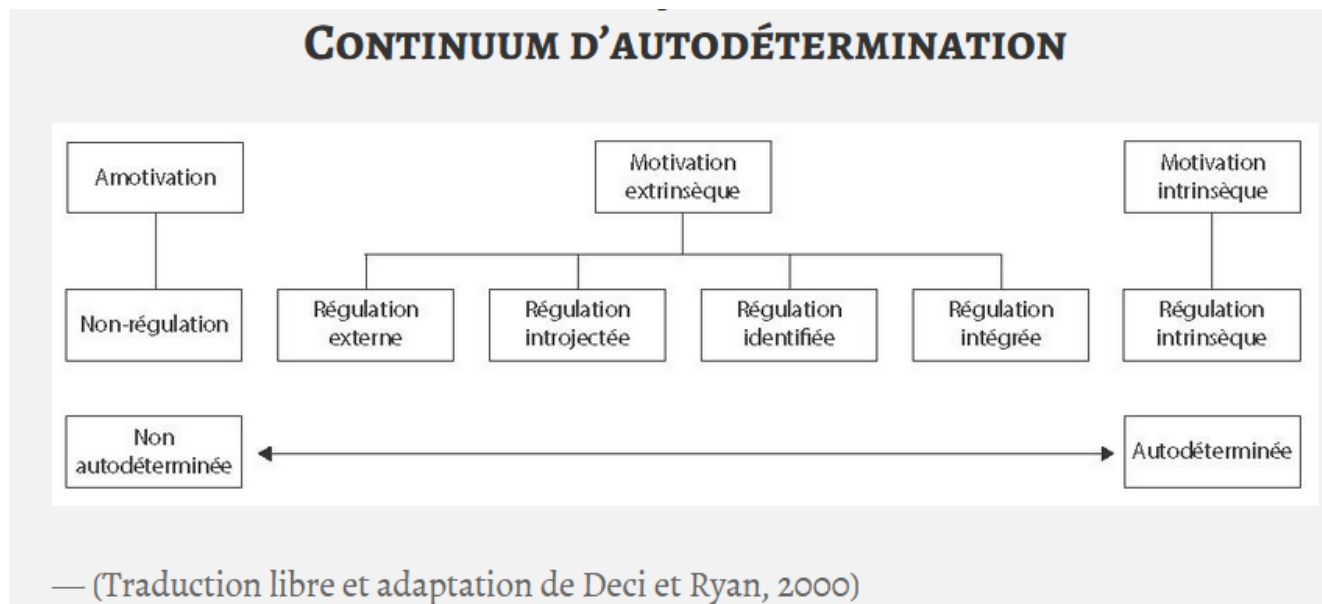 CONTINUUM D'AUTODÉTERMINATION
Amotivation
Motivation
extrinsèque
Motivation
intrinsèque
Non-régulation
Régulation
externe
Régulation
introjectée
Régulation
identifiée
Régulation
intégrée
Régulation
intrinsèque
Non
autodéterminée
Autodéterminée
— (Traduction libre et adaptation de Deci et Ryan, 2000)